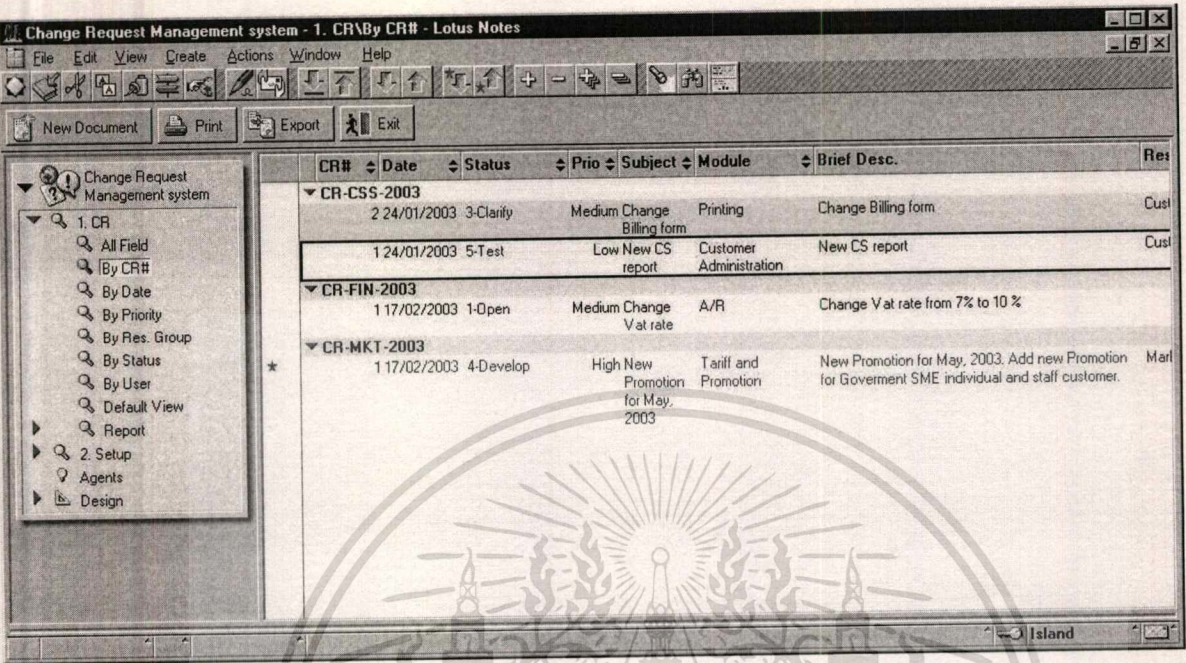 Change Request Management system - 1. CR\By CR# - Lotus Notes
File Edit View Create Actions Window Help
New Document Print Export Exit
Change Request
Management system
1. CR
All Field
By CR#
By Date
By Priority
By Res. Group
By Status
By User
Default View
Report
2. Setup
Agents
Design
CR# Date Status Prio Subject Module Brief Desc. Res
CR-CSS-2003
2 24/01/2003 3-Clarify Medium Change Printing Change Billing form Cust
Billing form
1 24/01/2003 5-Test Low New CS Customer New CS report Cust
report Administration
CR-FIN-2003
1 17/02/2003 1-Open Medium Change A/R Change Vat rate from 7% to 10 %
Vat rate
CR-MKT-2003
1 17/02/2003 4-Develop High New Tariff and New Promotion for May, 2003. Add new Promotion Marl
Promotion Promotion for Goverment SME individual and staff customer.
for May,
2003
Island